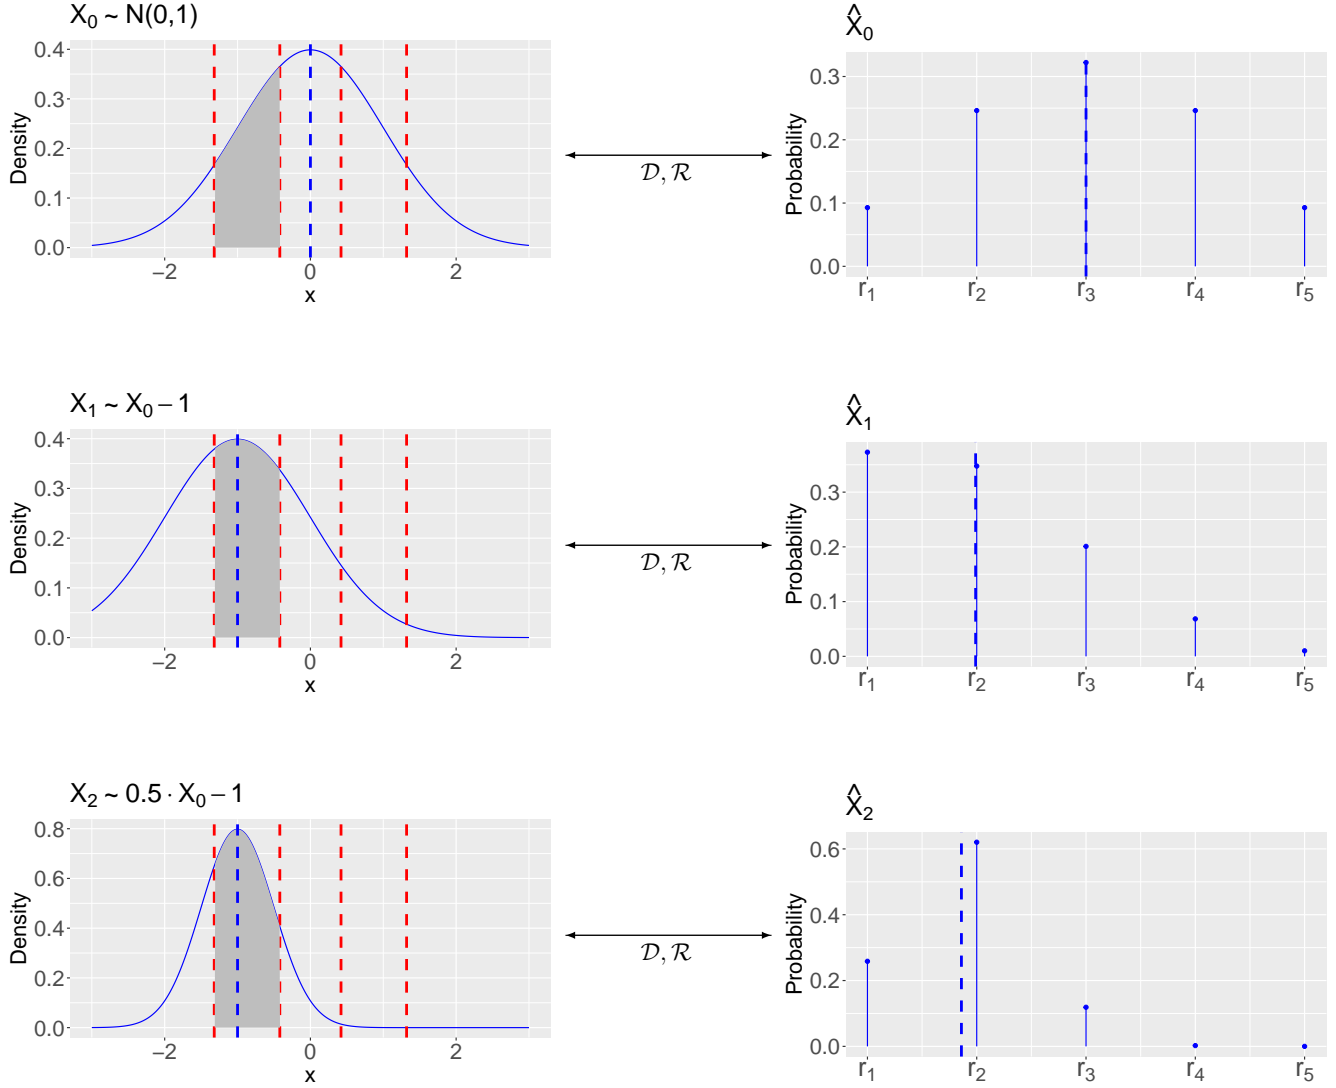 X₀ ~ N(0,1)
Density
0.4
0.3
0.2
0.1
0.0
−2 0 2
x
𝒟, ℛ
X̂₀
Probability
0.3
0.2
0.1
0.0
r₁ r₂ r₃ r₄ r₅
X₁ ~ X₀ − 1
Density
0.4
0.3
0.2
0.1
0.0
−2 0 2
x
𝒟, ℛ
X̂₁
Probability
0.3
0.2
0.1
0.0
r₁ r₂ r₃ r₄ r₅
X₂ ~ 0.5 · X₀ − 1
Density
0.8
0.6
0.4
0.2
0.0
−2 0 2
x
𝒟, ℛ
X̂₂
Probability
0.6
0.4
0.2
0.0
r₁ r₂ r₃ r₄ r₅